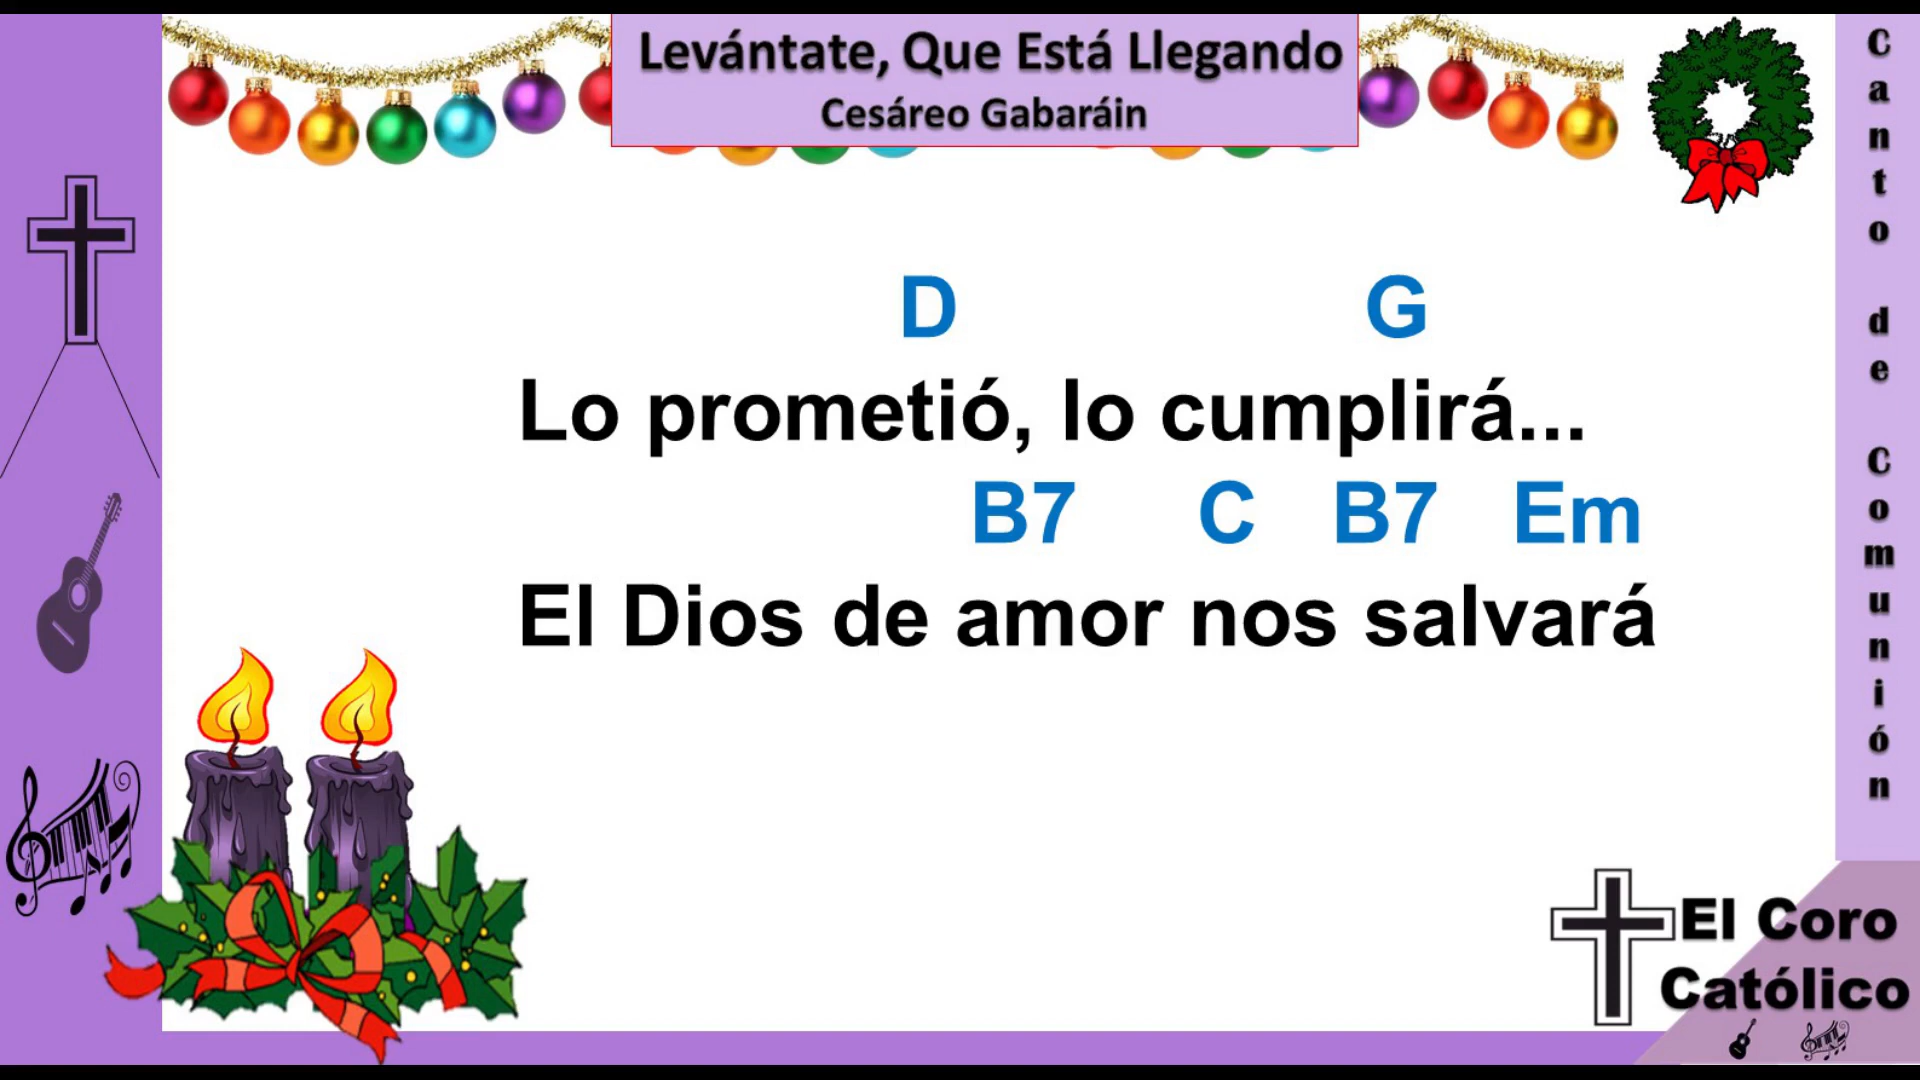 Levántate, Que Está Llegando
Cesáreo Gabaráin
D G
Lo prometió, lo cumplirá...
B7 C B7 Em
El Dios de amor nos salvará
Canto de Comunión
El Coro
Católico